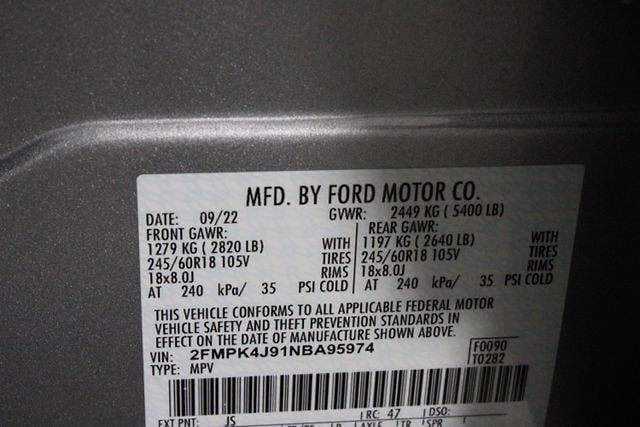 MFD. BY FORD MOTOR CO.
DATE: 09/22 GVWR: 2449 KG ( 5400 LB)
FRONT GAWR: REAR GAWR:
1279 KG ( 2820 LB) WITH 1197 KG ( 2640 LB) WITH
245/60R18 105V TIRES 245/60R18 105V TIRES
18x8.0J RIMS 18x8.0J RIMS
AT 240 kPa/ 35 PSI COLD AT 240 kPa/ 35 PSI COLD
THIS VEHICLE CONFORMS TO ALL APPLICABLE FEDERAL MOTOR
VEHICLE SAFETY AND THEFT PREVENTION STANDARDS IN
EFFECT ON THE DATE OF MANUFACTURE SHOWN ABOVE.
VIN: 2FMPK4J91NBA95974 F0090
TYPE: MPV T0282
EXT PNT: JS RC: 47 DSO:
AXLE TR SPR